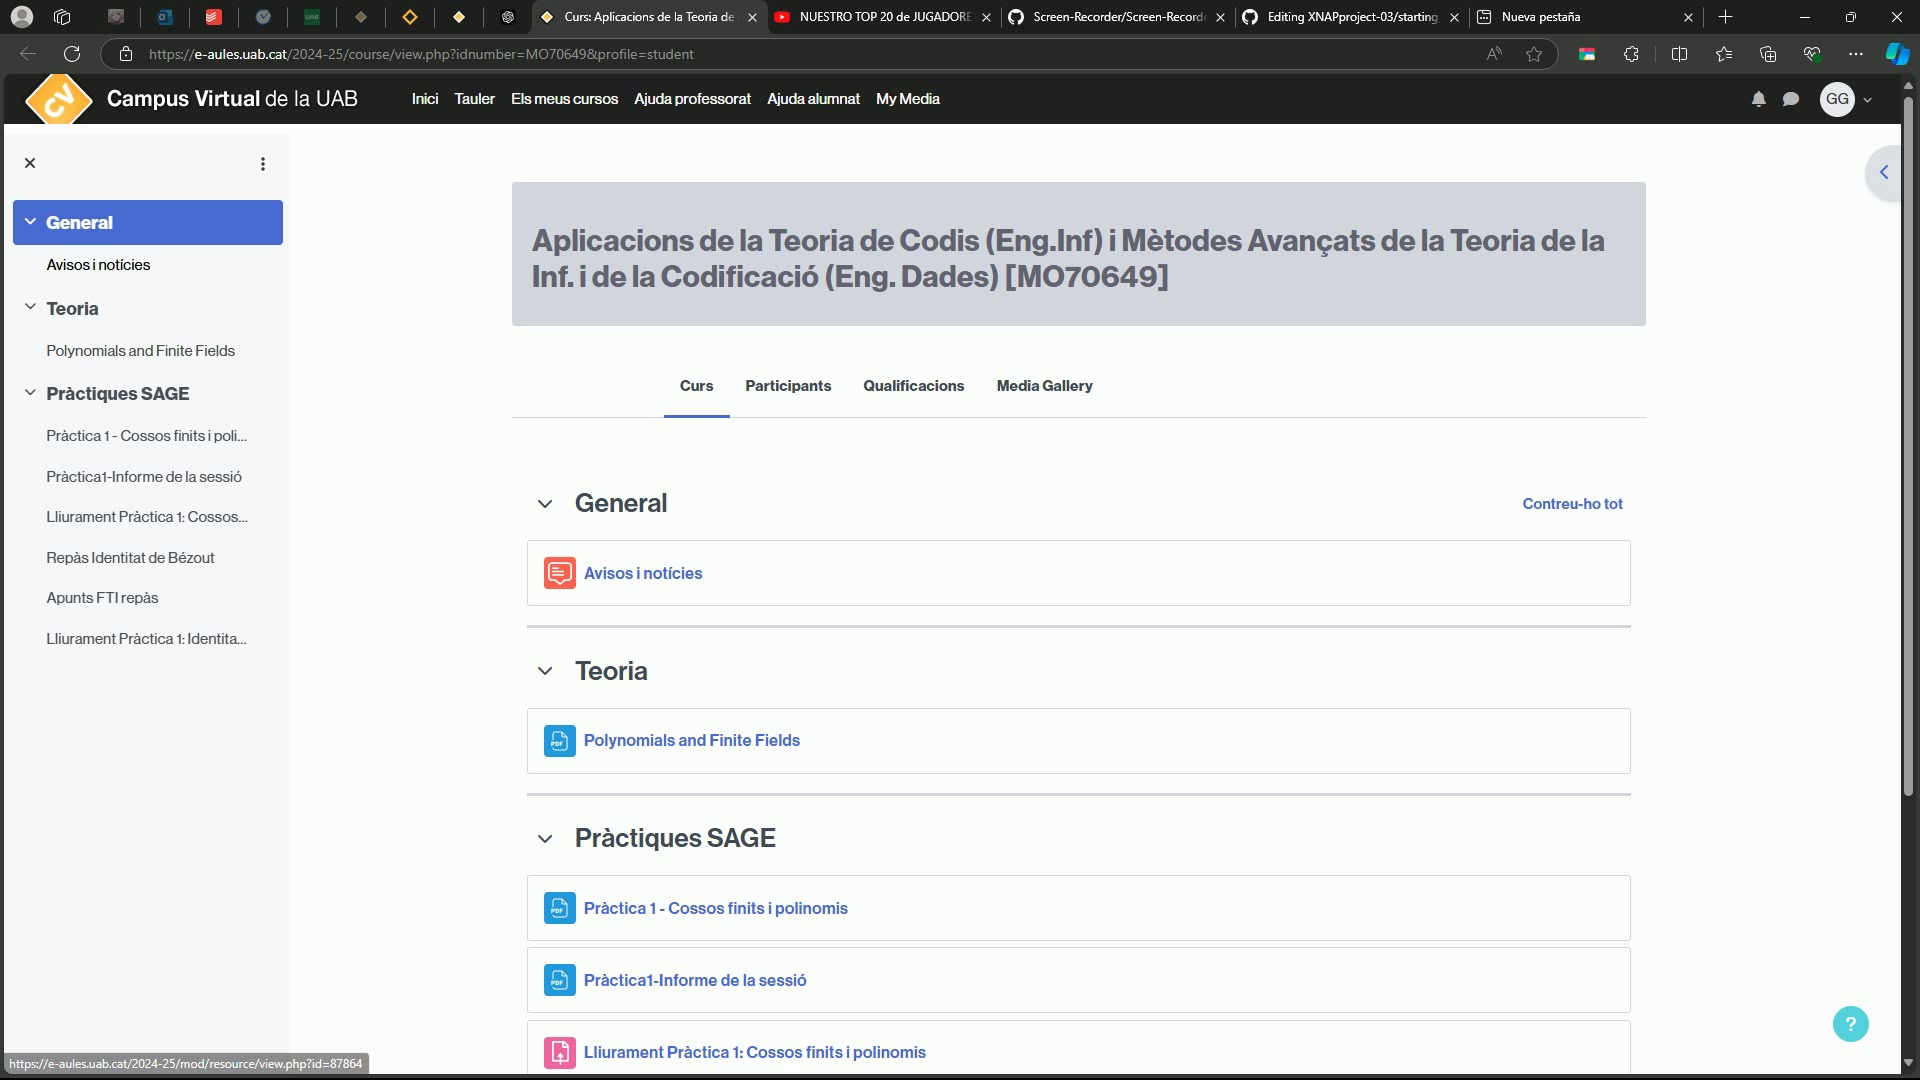 Curs: Aplicacions de la Teoria de
NUESTRO TOP 20 de JUGADORE
Screen-Recorder/Screen-Record
Editing XNAPproject-03/starting
Nueva pestaña
https://e-aules.uab.cat/2024-25/course/view.php?idnumber=MO70649&profile=student
CV
Campus Virtual de la UAB
Inici
Tauler
Els meus cursos
Ajuda professorat
Ajuda alumnat
My Media
GG
General
Avisos i notícies
Teoria
Polynomials and Finite Fields
Pràctiques SAGE
Pràctica 1 - Cossos finits i poli...
Pràctica1-Informe de la sessió
Lliurament Pràctica 1: Cossos...
Repàs Identitat de Bézout
Apunts FTI repàs
Lliurament Pràctica 1: Identita...
Aplicacions de la Teoria de Codis (Eng.Inf) i Mètodes Avançats de la Teoria de la
Inf. i de la Codificació (Eng. Dades) [MO70649]
Curs
Participants
Qualificacions
Media Gallery
General
Contreu-ho tot
Avisos i notícies
Teoria
PDF
Polynomials and Finite Fields
Pràctiques SAGE
PDF
Pràctica 1 - Cossos finits i polinomis
PDF
Pràctica1-Informe de la sessió
Lliurament Pràctica 1: Cossos finits i polinomis
?
https://e-aules.uab.cat/2024-25/mod/resource/view.php?id=87864